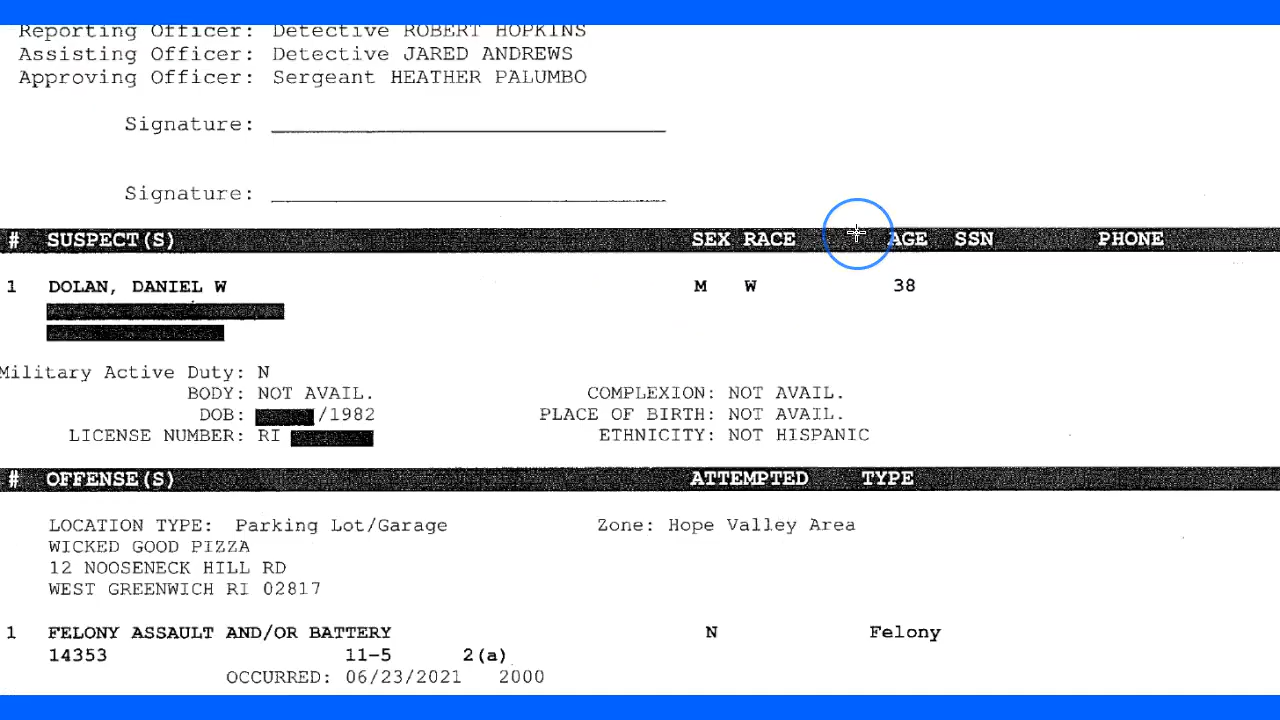 Reporting Officer: Detective ROBERT HOPKINS
Assisting Officer: Detective JARED ANDREWS
Approving Officer: Sergeant HEATHER PALUMBO
Signature:
Signature:
# SUSPECT(S) SEX RACE AGE SSN PHONE
1 DOLAN, DANIEL W M W 38
Military Active Duty: N
BODY: NOT AVAIL. COMPLEXION: NOT AVAIL.
DOB: /1982 PLACE OF BIRTH: NOT AVAIL.
LICENSE NUMBER: RI ETHNICITY: NOT HISPANIC
# OFFENSE(S) ATTEMPTED TYPE
LOCATION TYPE: Parking Lot/Garage Zone: Hope Valley Area
WICKED GOOD PIZZA
12 NOOSENECK HILL RD
WEST GREENWICH RI 02817
1 FELONY ASSAULT AND/OR BATTERY N Felony
14353 11-5 2(a)
OCCURRED: 06/23/2021 2000